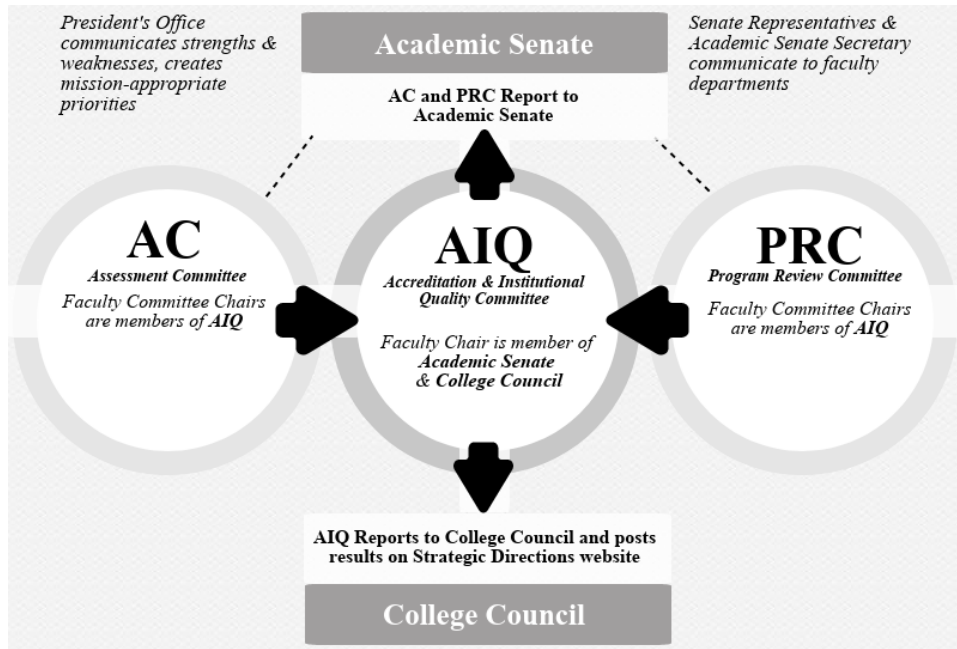 President's Office
communicates strengths &
weaknesses, creates
mission-appropriate
priorities
Academic Senate
AC and PRC Report to
Academic Senate
Senate Representatives &
Academic Senate Secretary
communicate to faculty
departments
AC
Assessment Committee
Faculty Committee Chairs
are members of AIQ
AIQ
Accreditation & Institutional
Quality Committee
Faculty Chair is member of
Academic Senate
& College Council
PRC
Program Review Committee
Faculty Committee Chairs
are members of AIQ
AIQ Reports to College Council and posts
results on Strategic Directions website
College Council